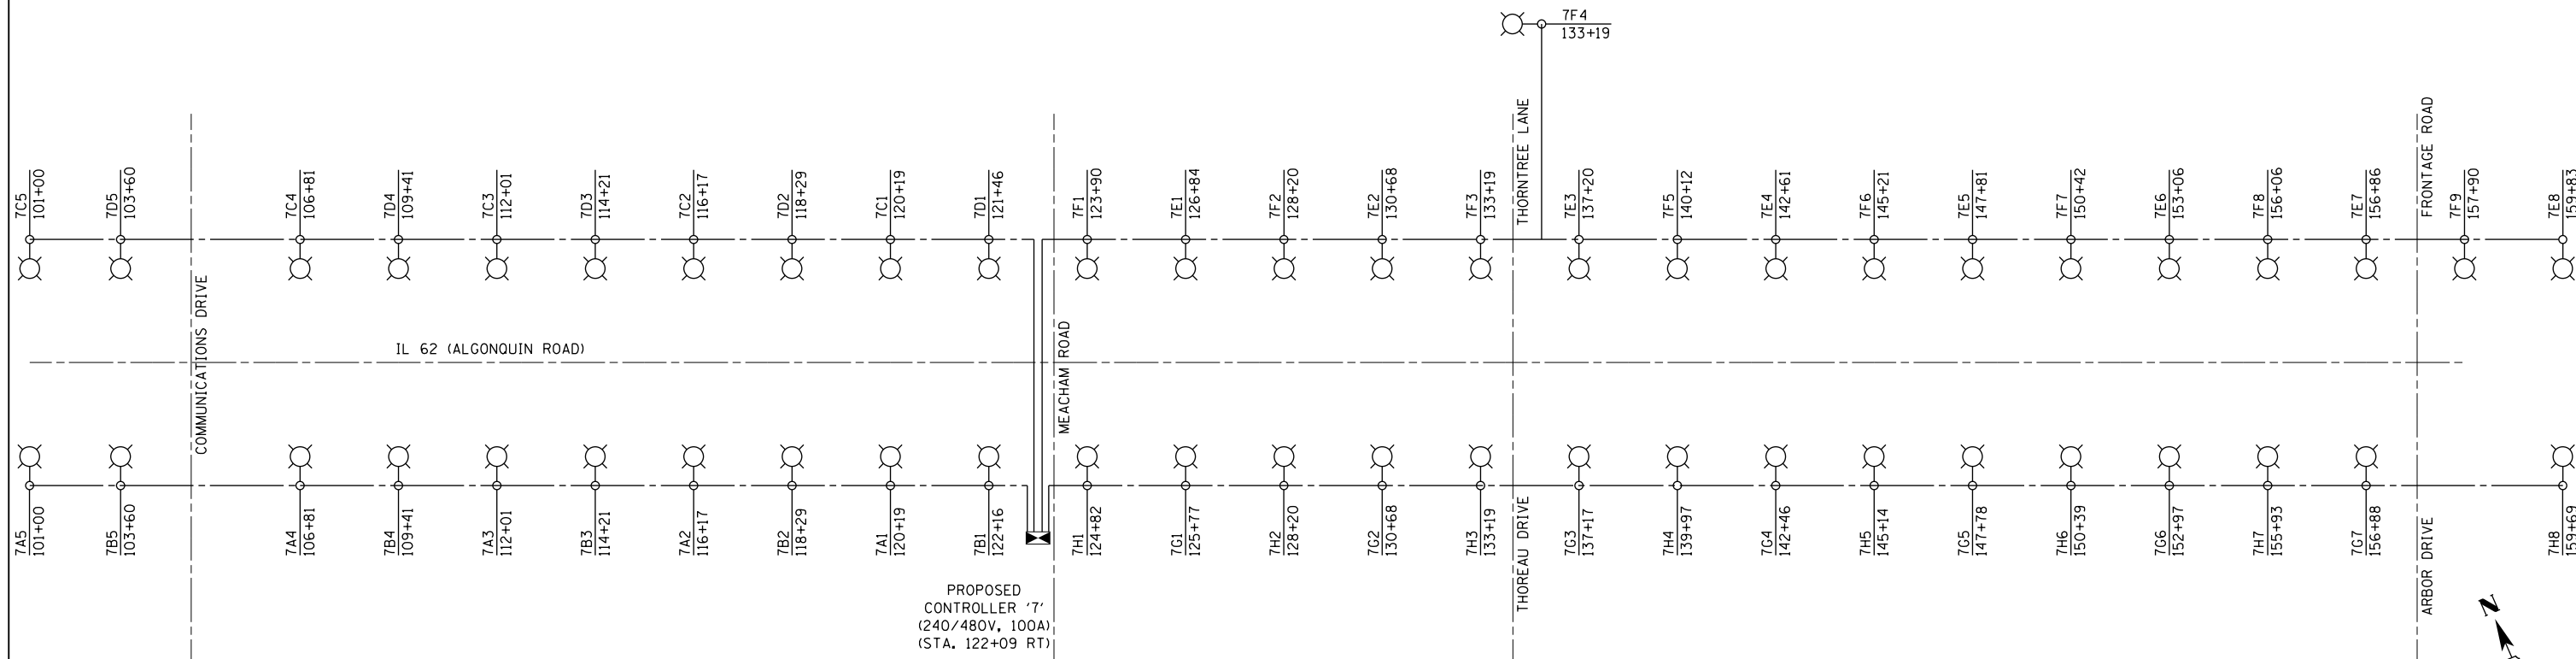 7F4
133+19
7C5
101+00
7D5
103+60
7C4
106+81
7D4
109+41
7C3
112+01
7D3
114+21
7C2
116+17
7D2
118+29
7C1
120+19
7D1
121+46
7F1
123+90
7E1
126+84
7F2
128+20
7E2
130+68
7F3
133+19
THORNTREE LANE
7E3
137+20
7F5
140+12
7E4
142+61
7F6
145+21
7E5
147+81
7F7
150+42
7E6
153+06
7F8
156+06
7E7
156+86
FRONTAGE ROAD
7F9
157+90
7E8
159+83
COMMUNICATIONS DRIVE
IL 62 (ALGONQUIN ROAD)
MEACHAM ROAD
7A5
101+00
7B5
103+60
7A4
106+81
7B4
109+41
7A3
112+01
7B3
114+21
7A2
116+17
7B2
118+29
7A1
120+19
7B1
122+16
7H1
124+82
7G1
125+77
7H2
128+20
7G2
130+68
7H3
133+19
THOREAU DRIVE
7G3
137+17
7H4
139+97
7G4
142+46
7H5
145+14
7G5
147+78
7H6
150+39
7G6
152+97
7H7
155+93
7G7
156+88
ARBOR DRIVE
7H8
159+69
PROPOSED
CONTROLLER '7'
(240/480V, 100A)
(STA. 122+09 RT)
N